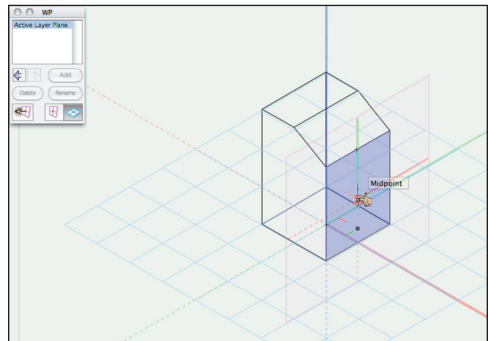 WP
Active Layer Plane
Add
Delete
Rename
Midpoint